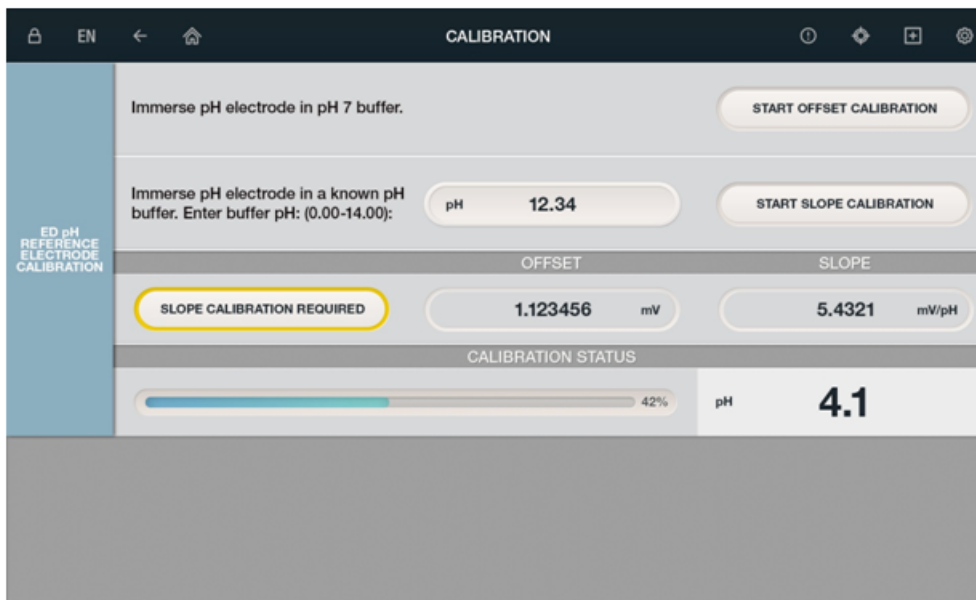 EN
CALIBRATION
Immerse pH electrode in pH 7 buffer.
START OFFSET CALIBRATION
Immerse pH electrode in a known pH
buffer. Enter buffer pH: (0.00-14.00):
pH 12.34
START SLOPE CALIBRATION
ED pH
REFERENCE
ELECTRODE
CALIBRATION
OFFSET
SLOPE
SLOPE CALIBRATION REQUIRED
1.123456 mV
5.4321 mV/pH
CALIBRATION STATUS
42%
pH 4.1